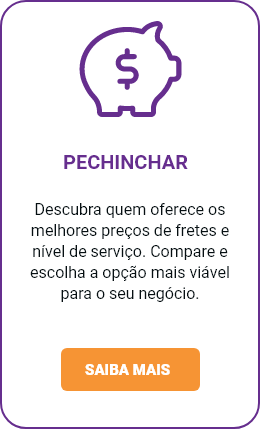 $
PECHINCHAR
Descubra quem oferece os
melhores preços de fretes e
nível de serviço. Compare e
escolha a opção mais viável
para o seu negócio.
SAIBA MAIS